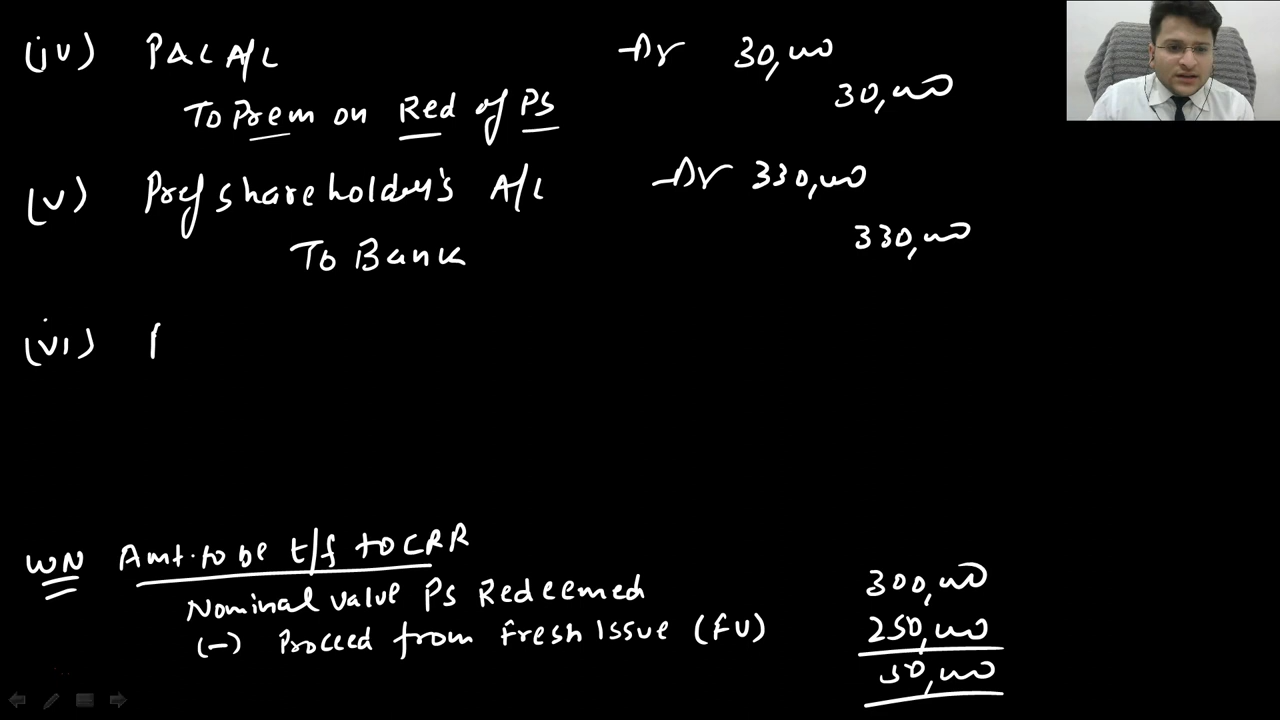 (iv) P&L A/L Dr 30,000
30,000
To Prem on Red of PS
(v) Pref shareholder's A/L Dr 330,000
330,000
To Bank
(vi)
WN Amt. to be t/f to CRR
Nominal value PS Redeemed 300,000
(-) Proceed from Fresh Issue (FV) 250,000
50,000